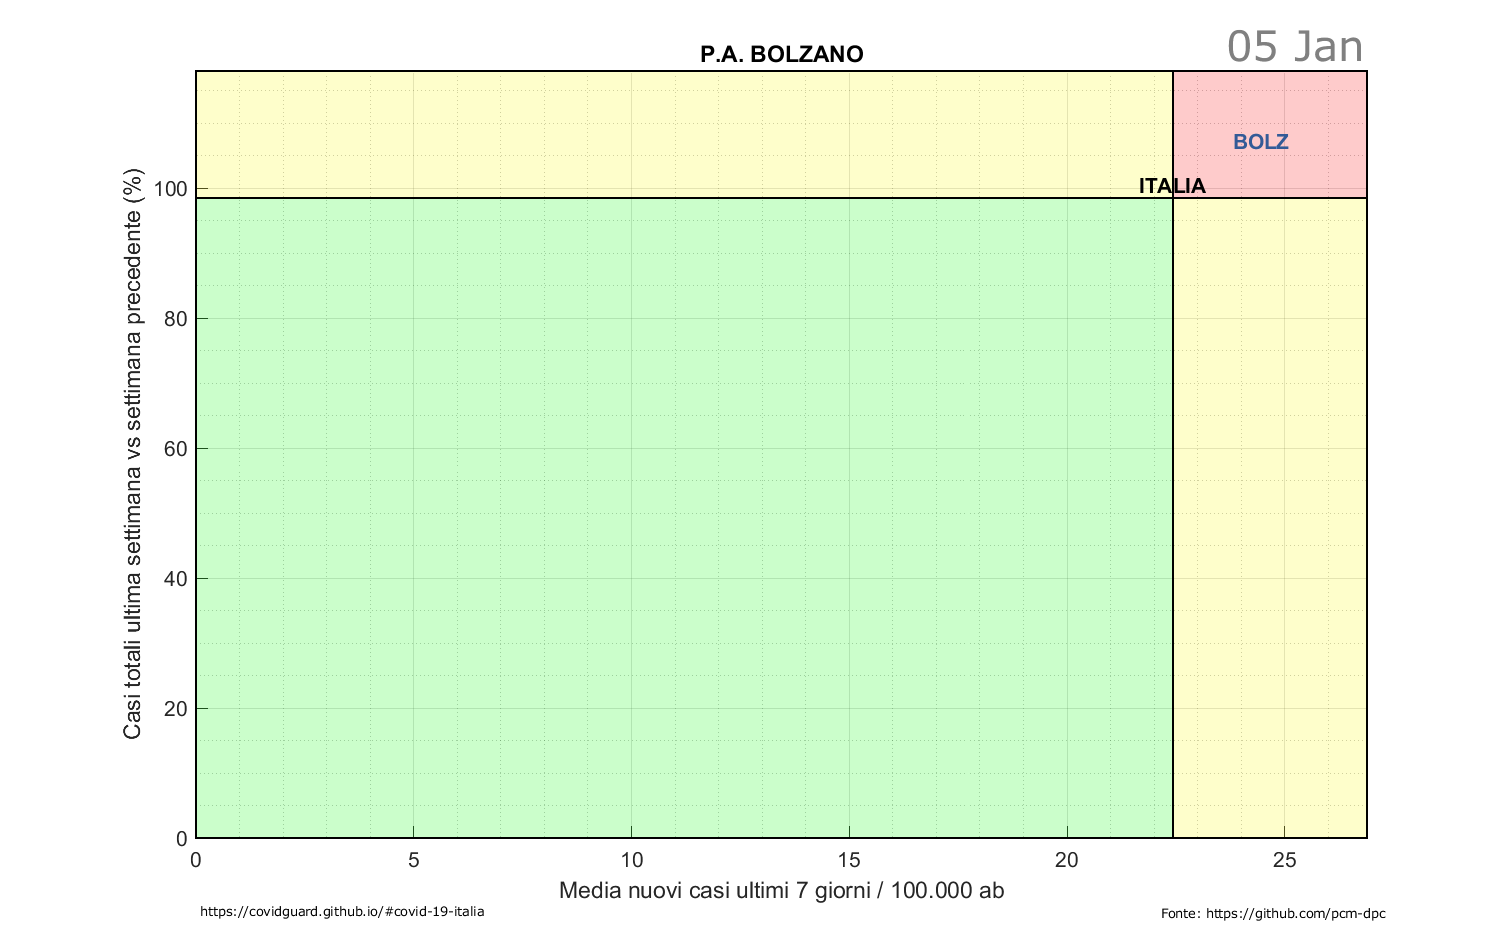 05 Jan
P.A. BOLZANO
BOLZ
ITALIA
Casi totali ultima settimana vs settimana precedente (%)
100
80
60
40
20
0
0 5 10 15 20 25
Media nuovi casi ultimi 7 giorni / 100.000 ab
https://covidguard.github.io/#covid-19-italia
Fonte: https://github.com/pcm-dpc